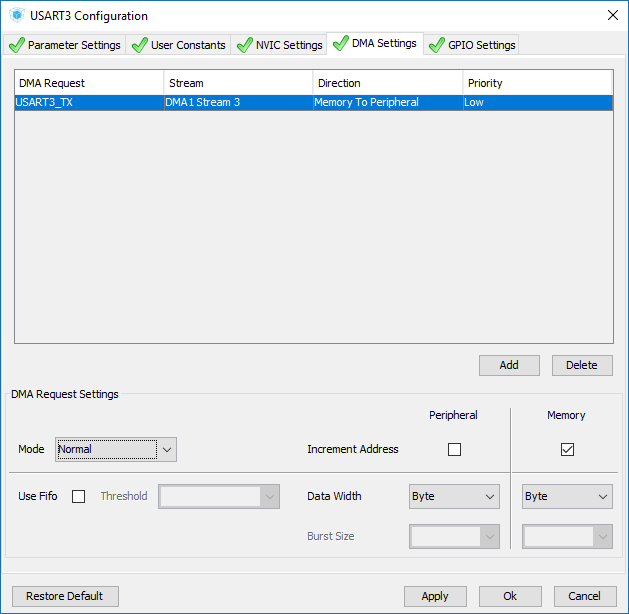 USART3 Configuration
Parameter Settings User Constants NVIC Settings DMA Settings GPIO Settings
DMA Request Stream Direction Priority
USART3_TX DMA1 Stream 3 Memory To Peripheral Low
Add Delete
DMA Request Settings
Peripheral Memory
Mode Normal Increment Address
Use Fifo Threshold Data Width Byte Byte
Burst Size
Restore Default Apply Ok Cancel